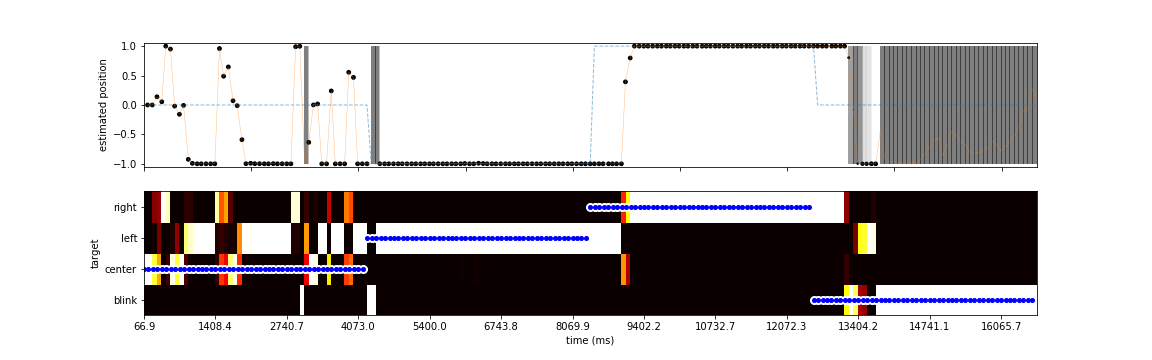 1.0
0.5
0.0
−0.5
−1.0
estimated position
right
left
center
blink
target
66.9 1408.4 2740.7 4073.0 5400.0 6743.8 8069.9 9402.2 10732.7 12072.3 13404.2 14741.1 16065.7
time (ms)